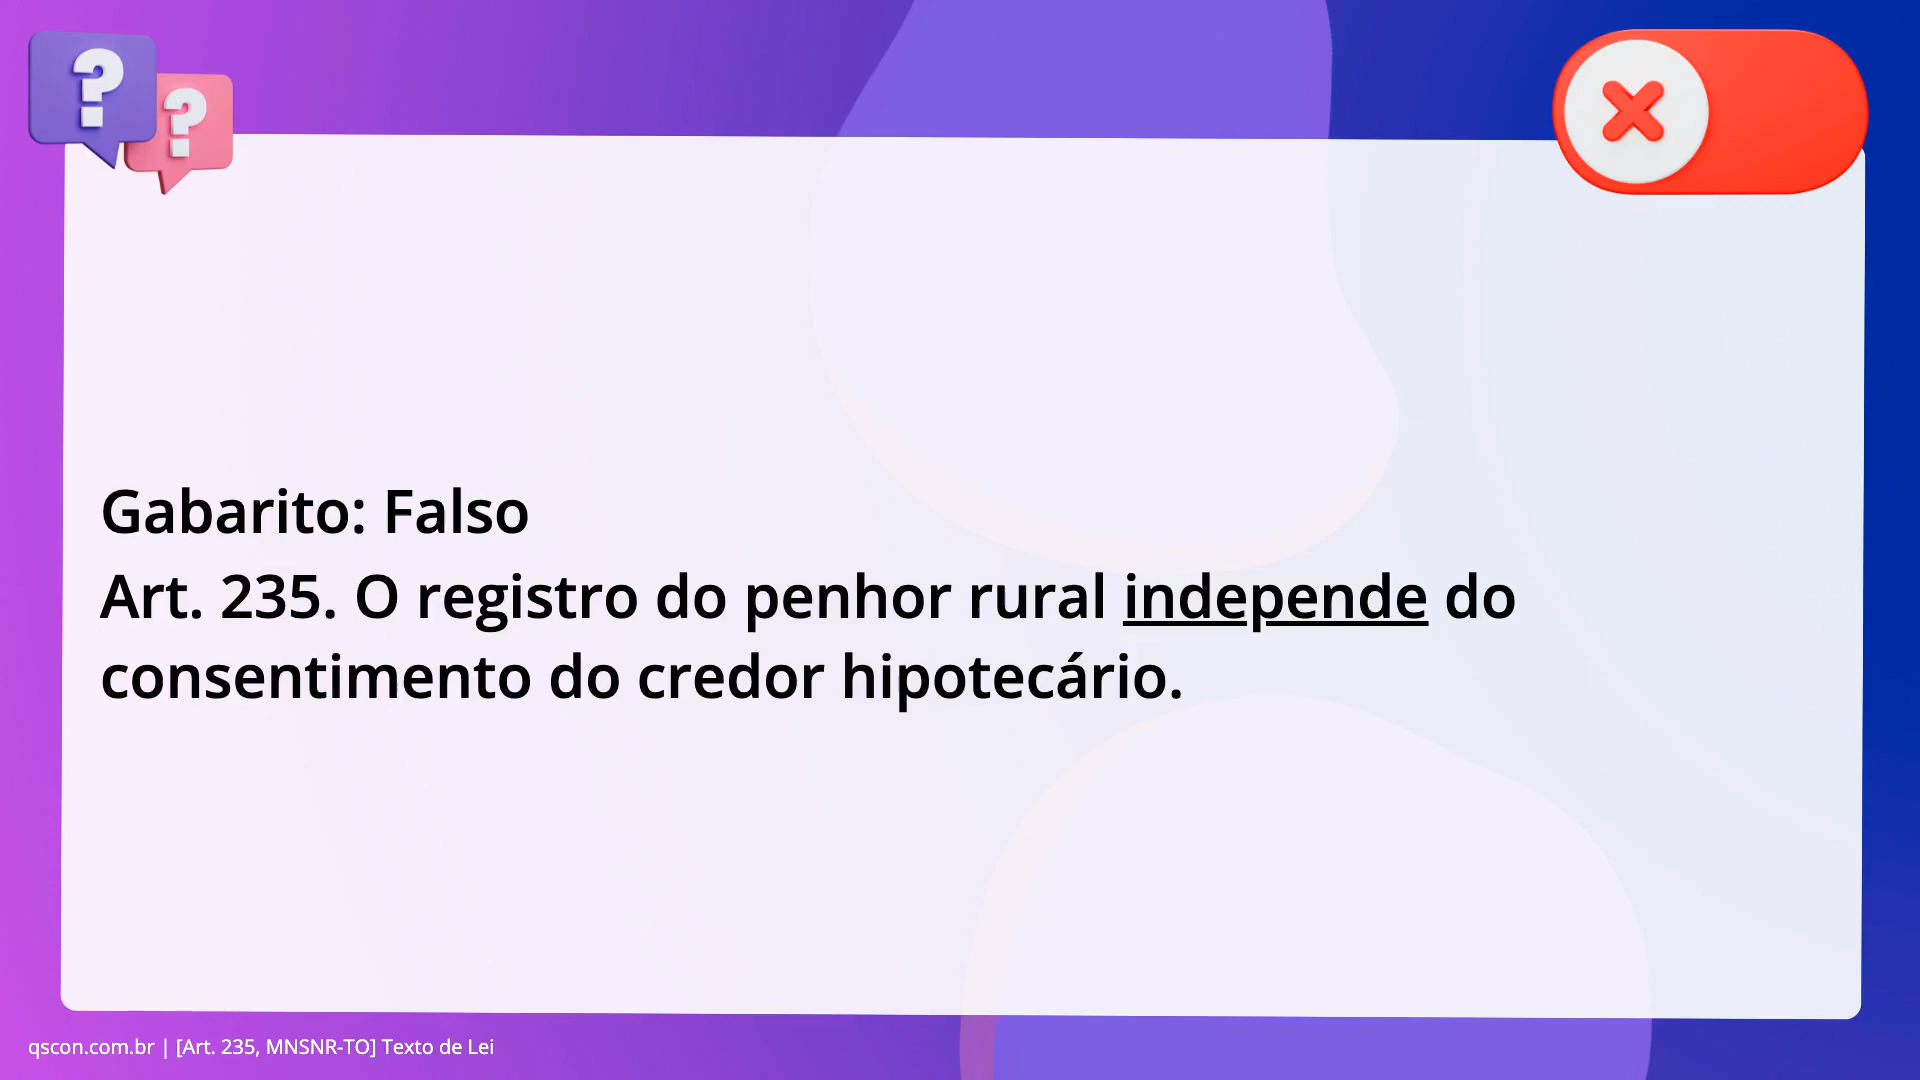 Gabarito: Falso
Art. 235. O registro do penhor rural independe do
consentimento do credor hipotecário.
qscon.com.br | [Art. 235, MNSNR-TO] Texto de Lei